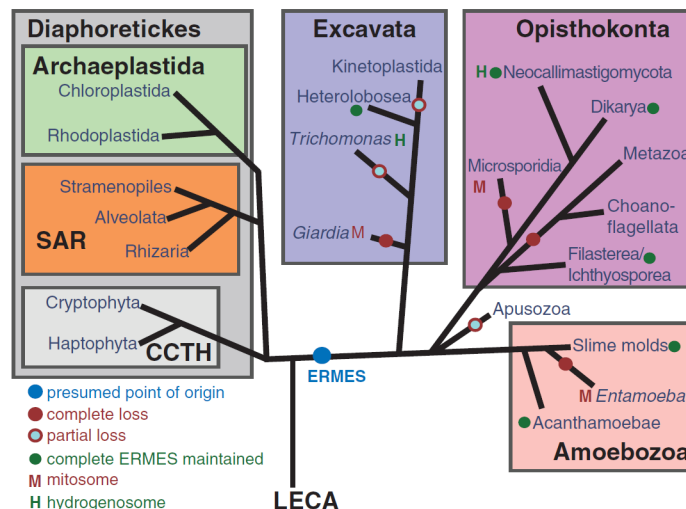 Diaphoretickes
Archaeplastida
Chloroplastida
Rhodoplastida
Stramenopiles
Alveolata
SAR
Rhizaria
Cryptophyta
Haptophyta
CCTH
Excavata
Kinetoplastida
Heterolobosea
Trichomonas H
Giardia M
Opisthokonta
H Neocallimastigomycota
Dikarya
Metazoa
Microsporidia
M
Choano-
flagellata
Filasterea/
Ichthyosporea
Apusozoa
Slime molds
M Entamoeba
Acanthamoebae
Amoebozoa
ERMES
LECA
presumed point of origin
complete loss
partial loss
complete ERMES maintained
M mitosome
H hydrogenosome